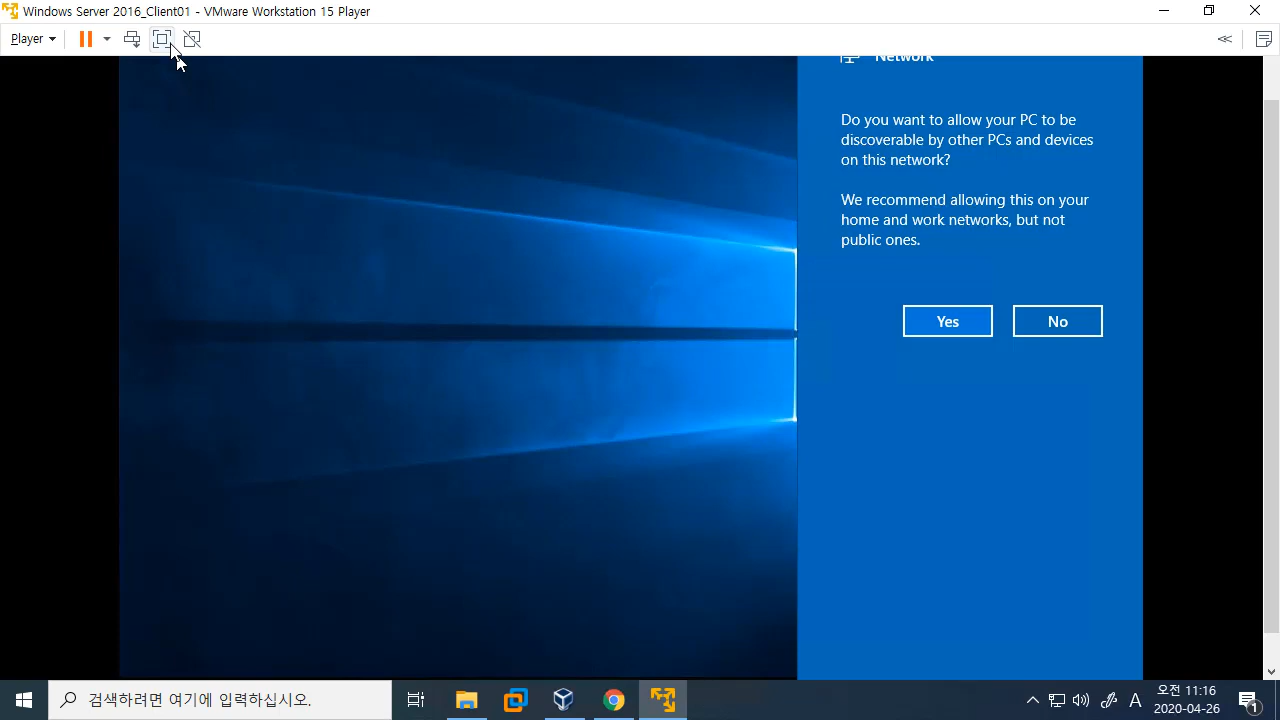 Windows Server 2016_Client01 - VMware Workstation 15 Player
Player
Network
Do you want to allow your PC to be
discoverable by other PCs and devices
on this network?
We recommend allowing this on your
home and work networks, but not
public ones.
Yes
No
검색하려면 여기에 입력하십시오.
A
오전 11:16
2020-04-26
1